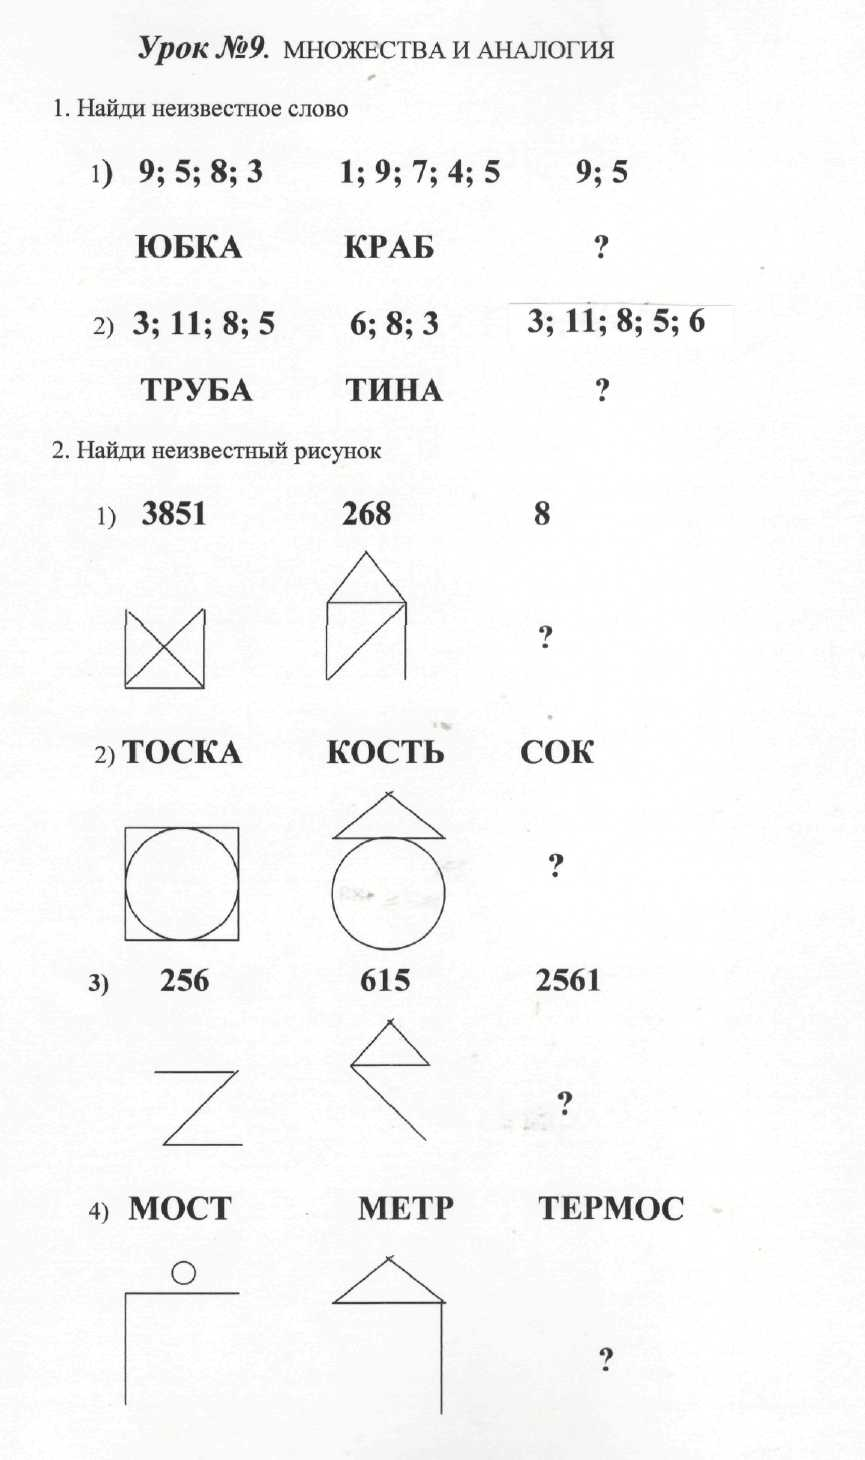 Урок №9. МНОЖЕСТВА И АНАЛОГИЯ
1. Найди неизвестное слово
1) 9; 5; 8; 3 1; 9; 7; 4; 5 9; 5
ЮБКА КРАБ ?
2) 3; 11; 8; 5 6; 8; 3 3; 11; 8; 5; 6
ТРУБА ТИНА ?
2. Найди неизвестный рисунок
1) 3851 268 8
?
2) ТОСКА КОСТЬ СОК
?
3) 256 615 2561
?
4) МОСТ МЕТР ТЕРМОС
?